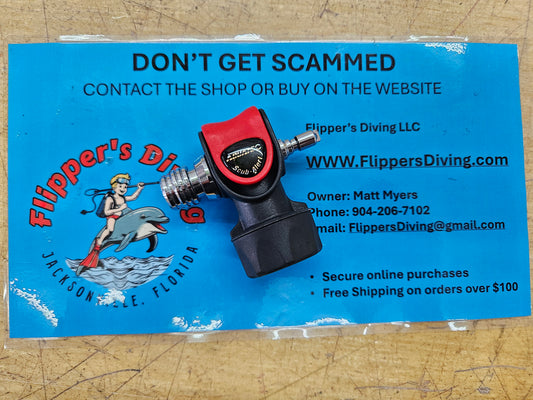 DON'T GET SCAMMED
CONTACT THE SHOP OR BUY ON THE WEBSITE
Flipper's Diving
JACKSONVILLE, FLORIDA
Scub-Alert
Flipper's Diving LLC
WWW.FlippersDiving.com
Owner: Matt Myers
Phone: 904-206-7102
Email: FlippersDiving@gmail.com
• Secure online purchases
• Free Shipping on orders over $100